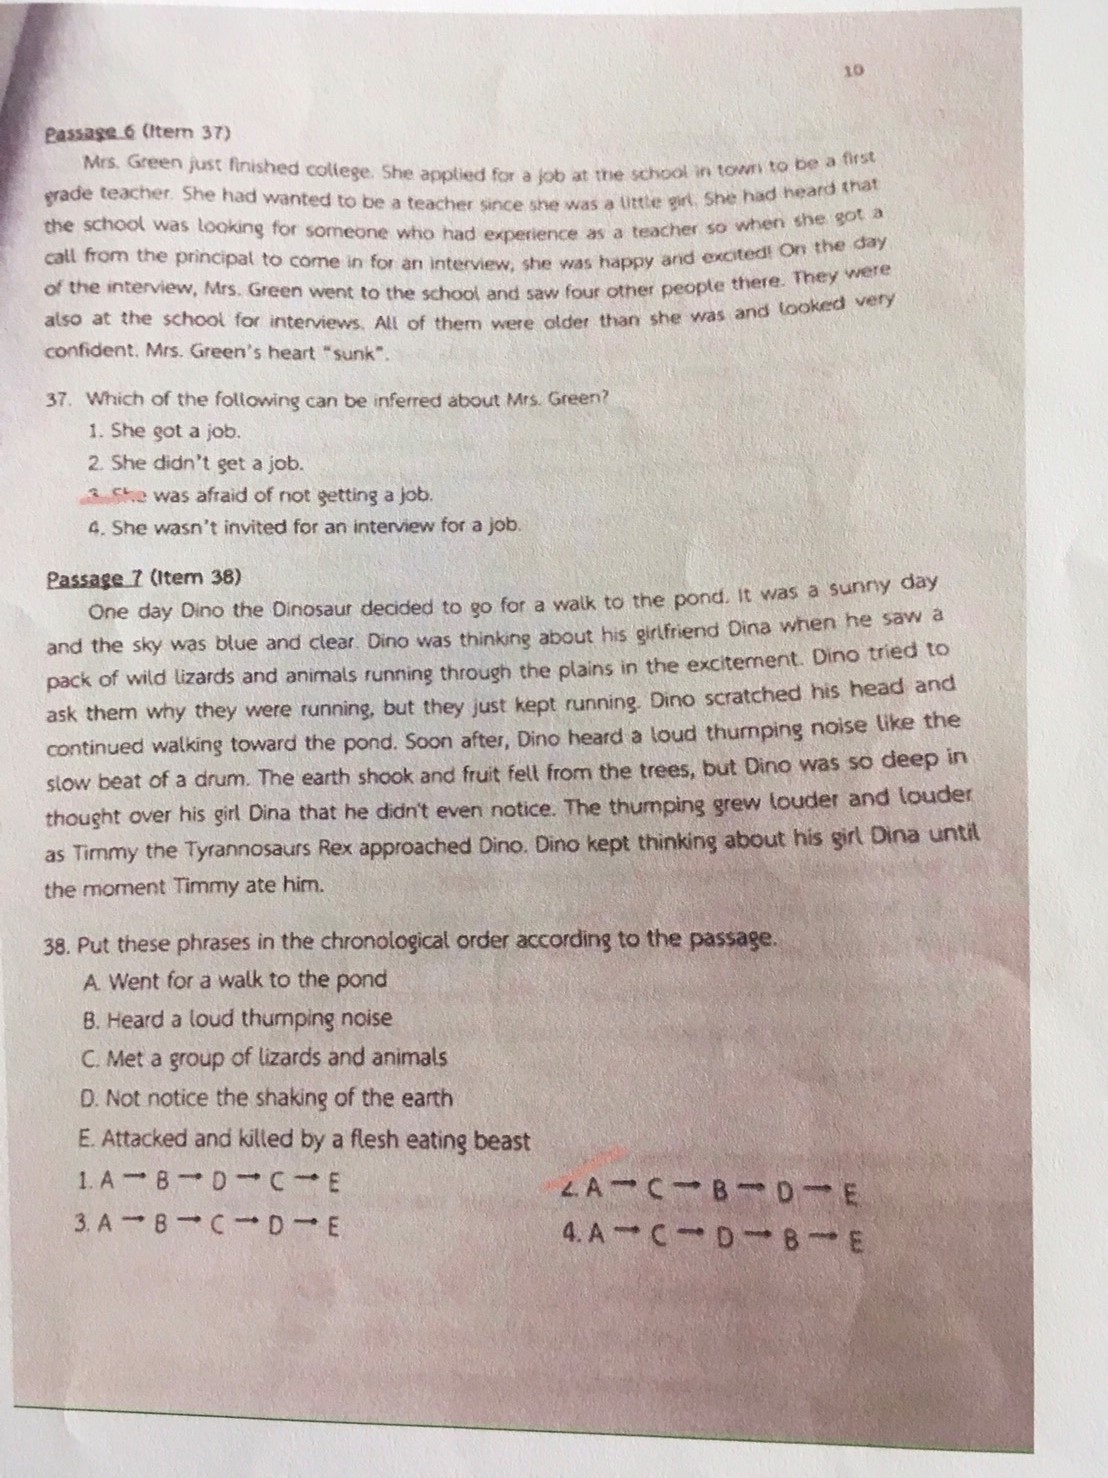 10
Passage 6 (Item 37)
Mrs. Green just finished college. She applied for a job at the school in town to be a first
grade teacher. She had wanted to be a teacher since she was a little girl. She had heard that
the school was looking for someone who had experience as a teacher so when she got a
call from the principal to come in for an interview, she was happy and excited! On the day
of the interview, Mrs. Green went to the school and saw four other people there. They were
also at the school for interviews. All of them were older than she was and looked very
confident. Mrs. Green's heart "sunk".
37. Which of the following can be inferred about Mrs. Green?
1. She got a job.
2. She didn't get a job.
3. She was afraid of not getting a job.
4. She wasn't invited for an interview for a job.
Passage 7 (Item 38)
One day Dino the Dinosaur decided to go for a walk to the pond. It was a sunny day
and the sky was blue and clear. Dino was thinking about his girlfriend Dina when he saw a
pack of wild lizards and animals running through the plains in the excitement. Dino tried to
ask them why they were running, but they just kept running. Dino scratched his head and
continued walking toward the pond. Soon after, Dino heard a loud thumping noise like the
slow beat of a drum. The earth shook and fruit fell from the trees, but Dino was so deep in
thought over his girl Dina that he didn't even notice. The thumping grew louder and louder
as Timmy the Tyrannosaurs Rex approached Dino. Dino kept thinking about his girl Dina until
the moment Timmy ate him.
38. Put these phrases in the chronological order according to the passage.
A. Went for a walk to the pond
B. Heard a loud thumping noise
C. Met a group of lizards and animals
D. Not notice the shaking of the earth
E. Attacked and killed by a flesh eating beast
1. A → B → D → C → E 2. A → C → B → D → E
3. A → B → C → D → E 4. A → C → D → B → E